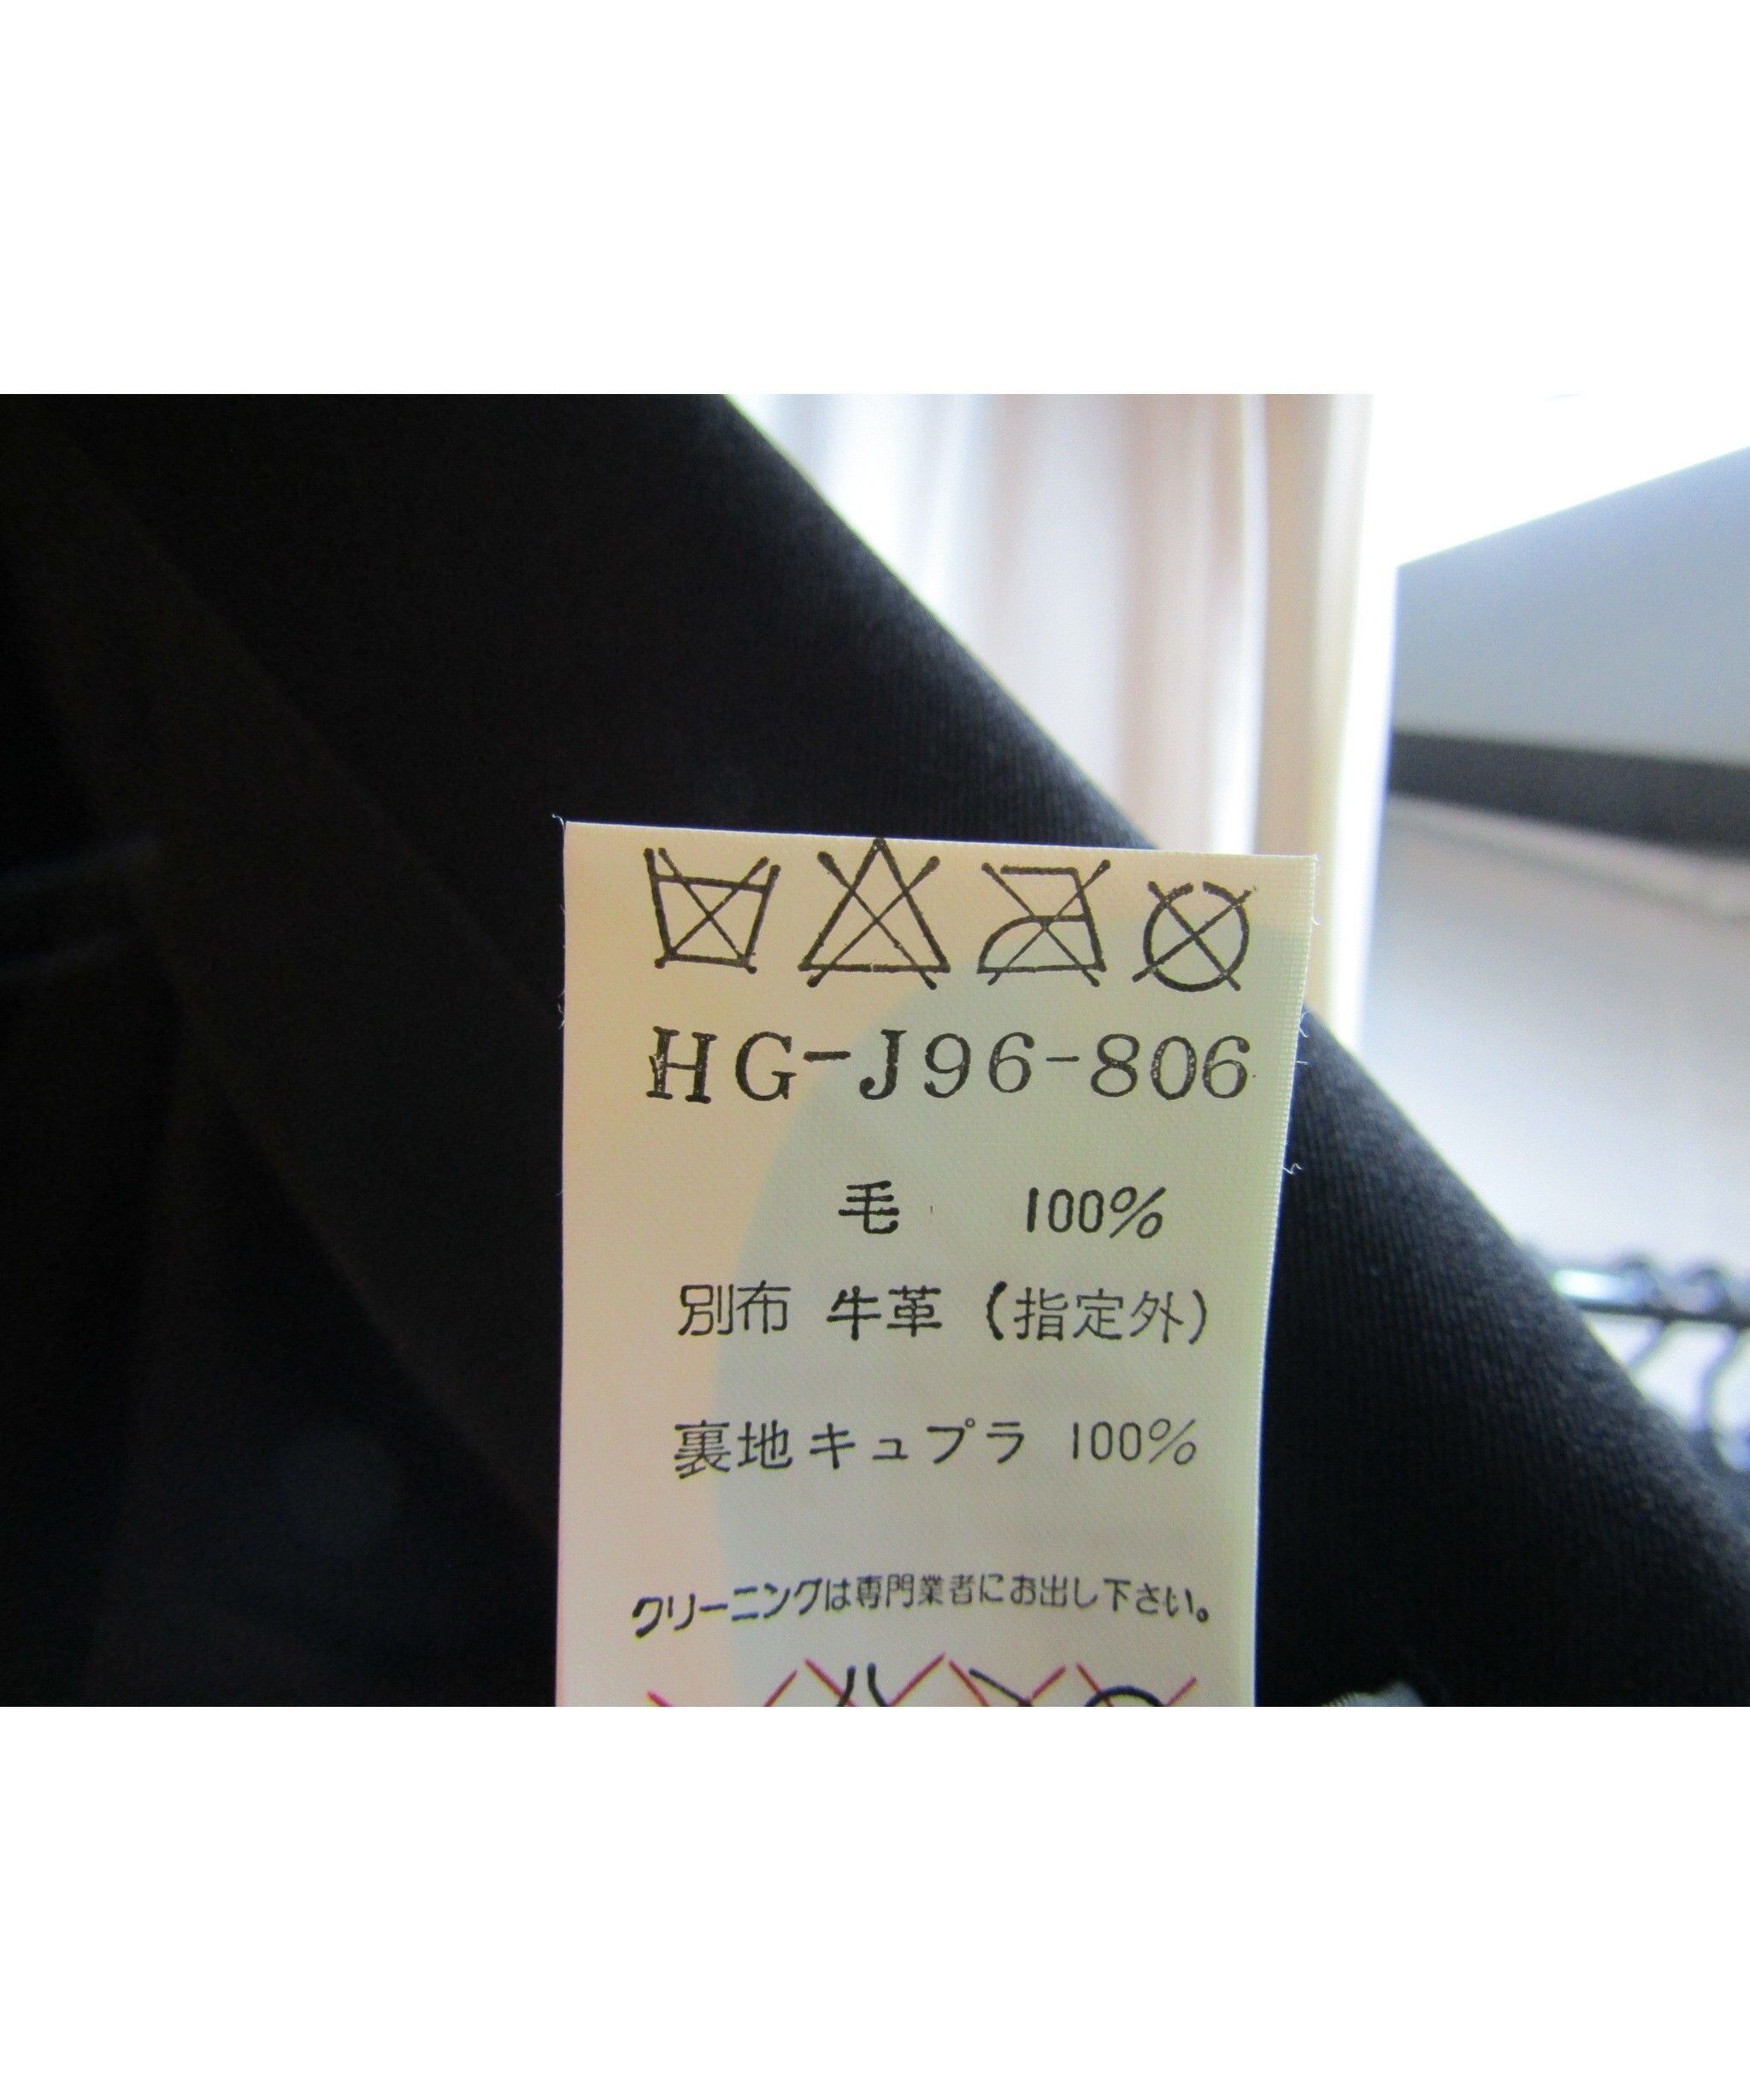 HG-J96-806
毛 100%
別布 牛革 (指定外)
裏地キュプラ 100%
クリーニングは専門業者にお出し下さい。